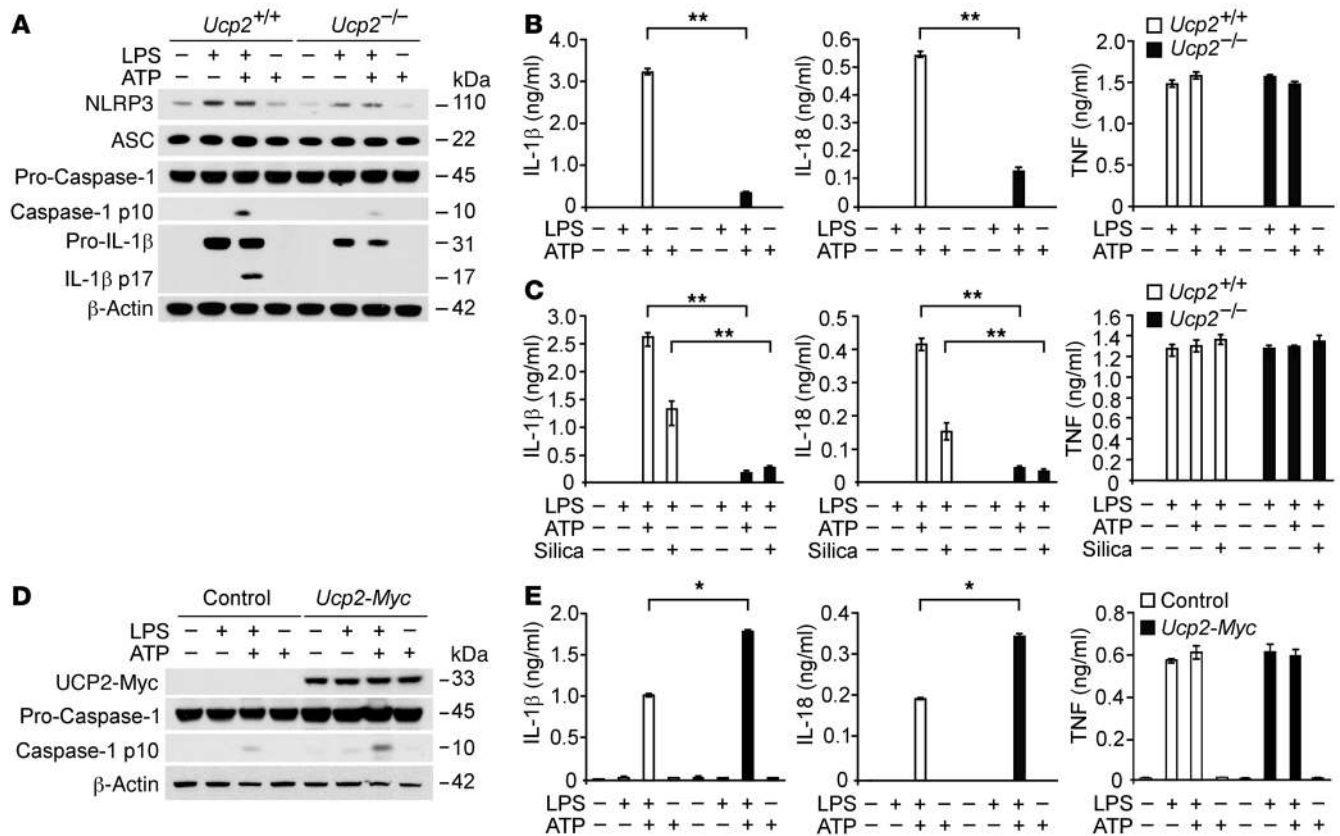 A
Ucp2+/+ Ucp2−/−
LPS − + + − − + + −
ATP − − + + − − + + kDa
NLRP3 – 110
ASC – 22
Pro-Caspase-1 – 45
Caspase-1 p10 – 10
Pro-IL-1β – 31
IL-1β p17 – 17
β-Actin – 42
B
**
IL-1β (ng/ml)
4.0
3.0
2.0
1.0
0
LPS − + + − − + + −
ATP − − + + − − + +
**
IL-18 (ng/ml)
0.6
0.4
0.2
0
LPS − + + − − + + −
ATP − − + + − − + +
Ucp2+/+
Ucp2−/−
TNF (ng/ml)
2.0
1.5
1.0
0.5
0
LPS − + + − − + + −
ATP − − + + − − + +
C
**
**
IL-1β (ng/ml)
3.0
2.5
2.0
1.5
1.0
0.5
0
LPS − + + + − + + +
ATP − − + − − − + −
Silica − − − + − − − +
**
**
IL-18 (ng/ml)
0.5
0.4
0.3
0.2
0.1
0
LPS − + + + − + + +
ATP − − + − − − + −
Silica − − − + − − − +
Ucp2+/+
Ucp2−/−
TNF (ng/ml)
1.6
1.4
1.2
1.0
0.8
0.6
0.4
0.2
0
LPS − + + + − + + +
ATP − − + − − − + −
Silica − − − + − − − +
D
Control Ucp2-Myc
LPS − + + − − + + −
ATP − − + + − − + + kDa
UCP2-Myc -33
Pro-Caspase-1 -45
Caspase-1 p10 -10
β-Actin -42
E
*
IL-1β (ng/ml)
2.0
1.5
1.0
0.5
0
LPS − + + − − + + −
ATP − − + + − − + +
*
IL-18 (ng/ml)
0.4
0.3
0.2
0.1
0
LPS − + + − − + + −
ATP − − + + − − + +
Control
Ucp2-Myc
TNF (ng/ml)
0.8
0.6
0.4
0.2
0
LPS − + + − − + + −
ATP − − + + − − + +